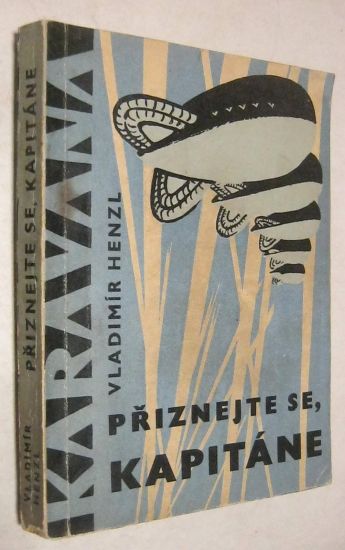 VLADIMÍR
HENZL
PŘIZNEJTE SE, KAPITÁNE
KARAVANA
VLADIMÍR HENZL
PŘIZNEJTE SE,
KAPITÁNE